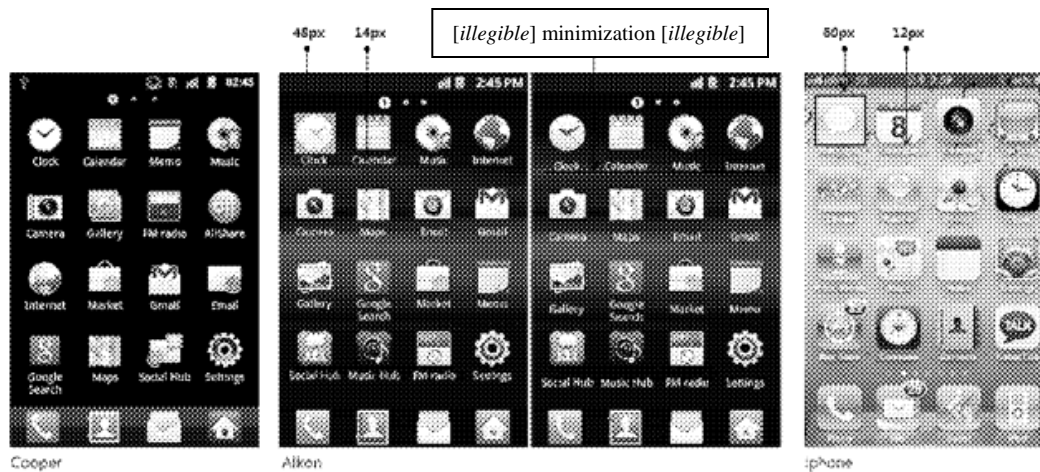 48px 14px [illegible] minimization [illegible] 80px 12px
02:45 2:45 PM 2:45 PM
Clock Calendar Memo Music
Clock Calendar Music Internet
Clock Calendar Music
8
Camera Gallery FM radio AllShare
Camera Maps Email Gmail
Camera Maps Email Gmail
Internet Market Gmail Email
Gallery Google Search Market Memo
Gallery Google Search Market Memo
Google Search Maps Social Hub Settings
Social Hub Music Hub FM radio Settings
Social Hub Music Hub FM radio Settings
TALK
Cooper Alkon iphone